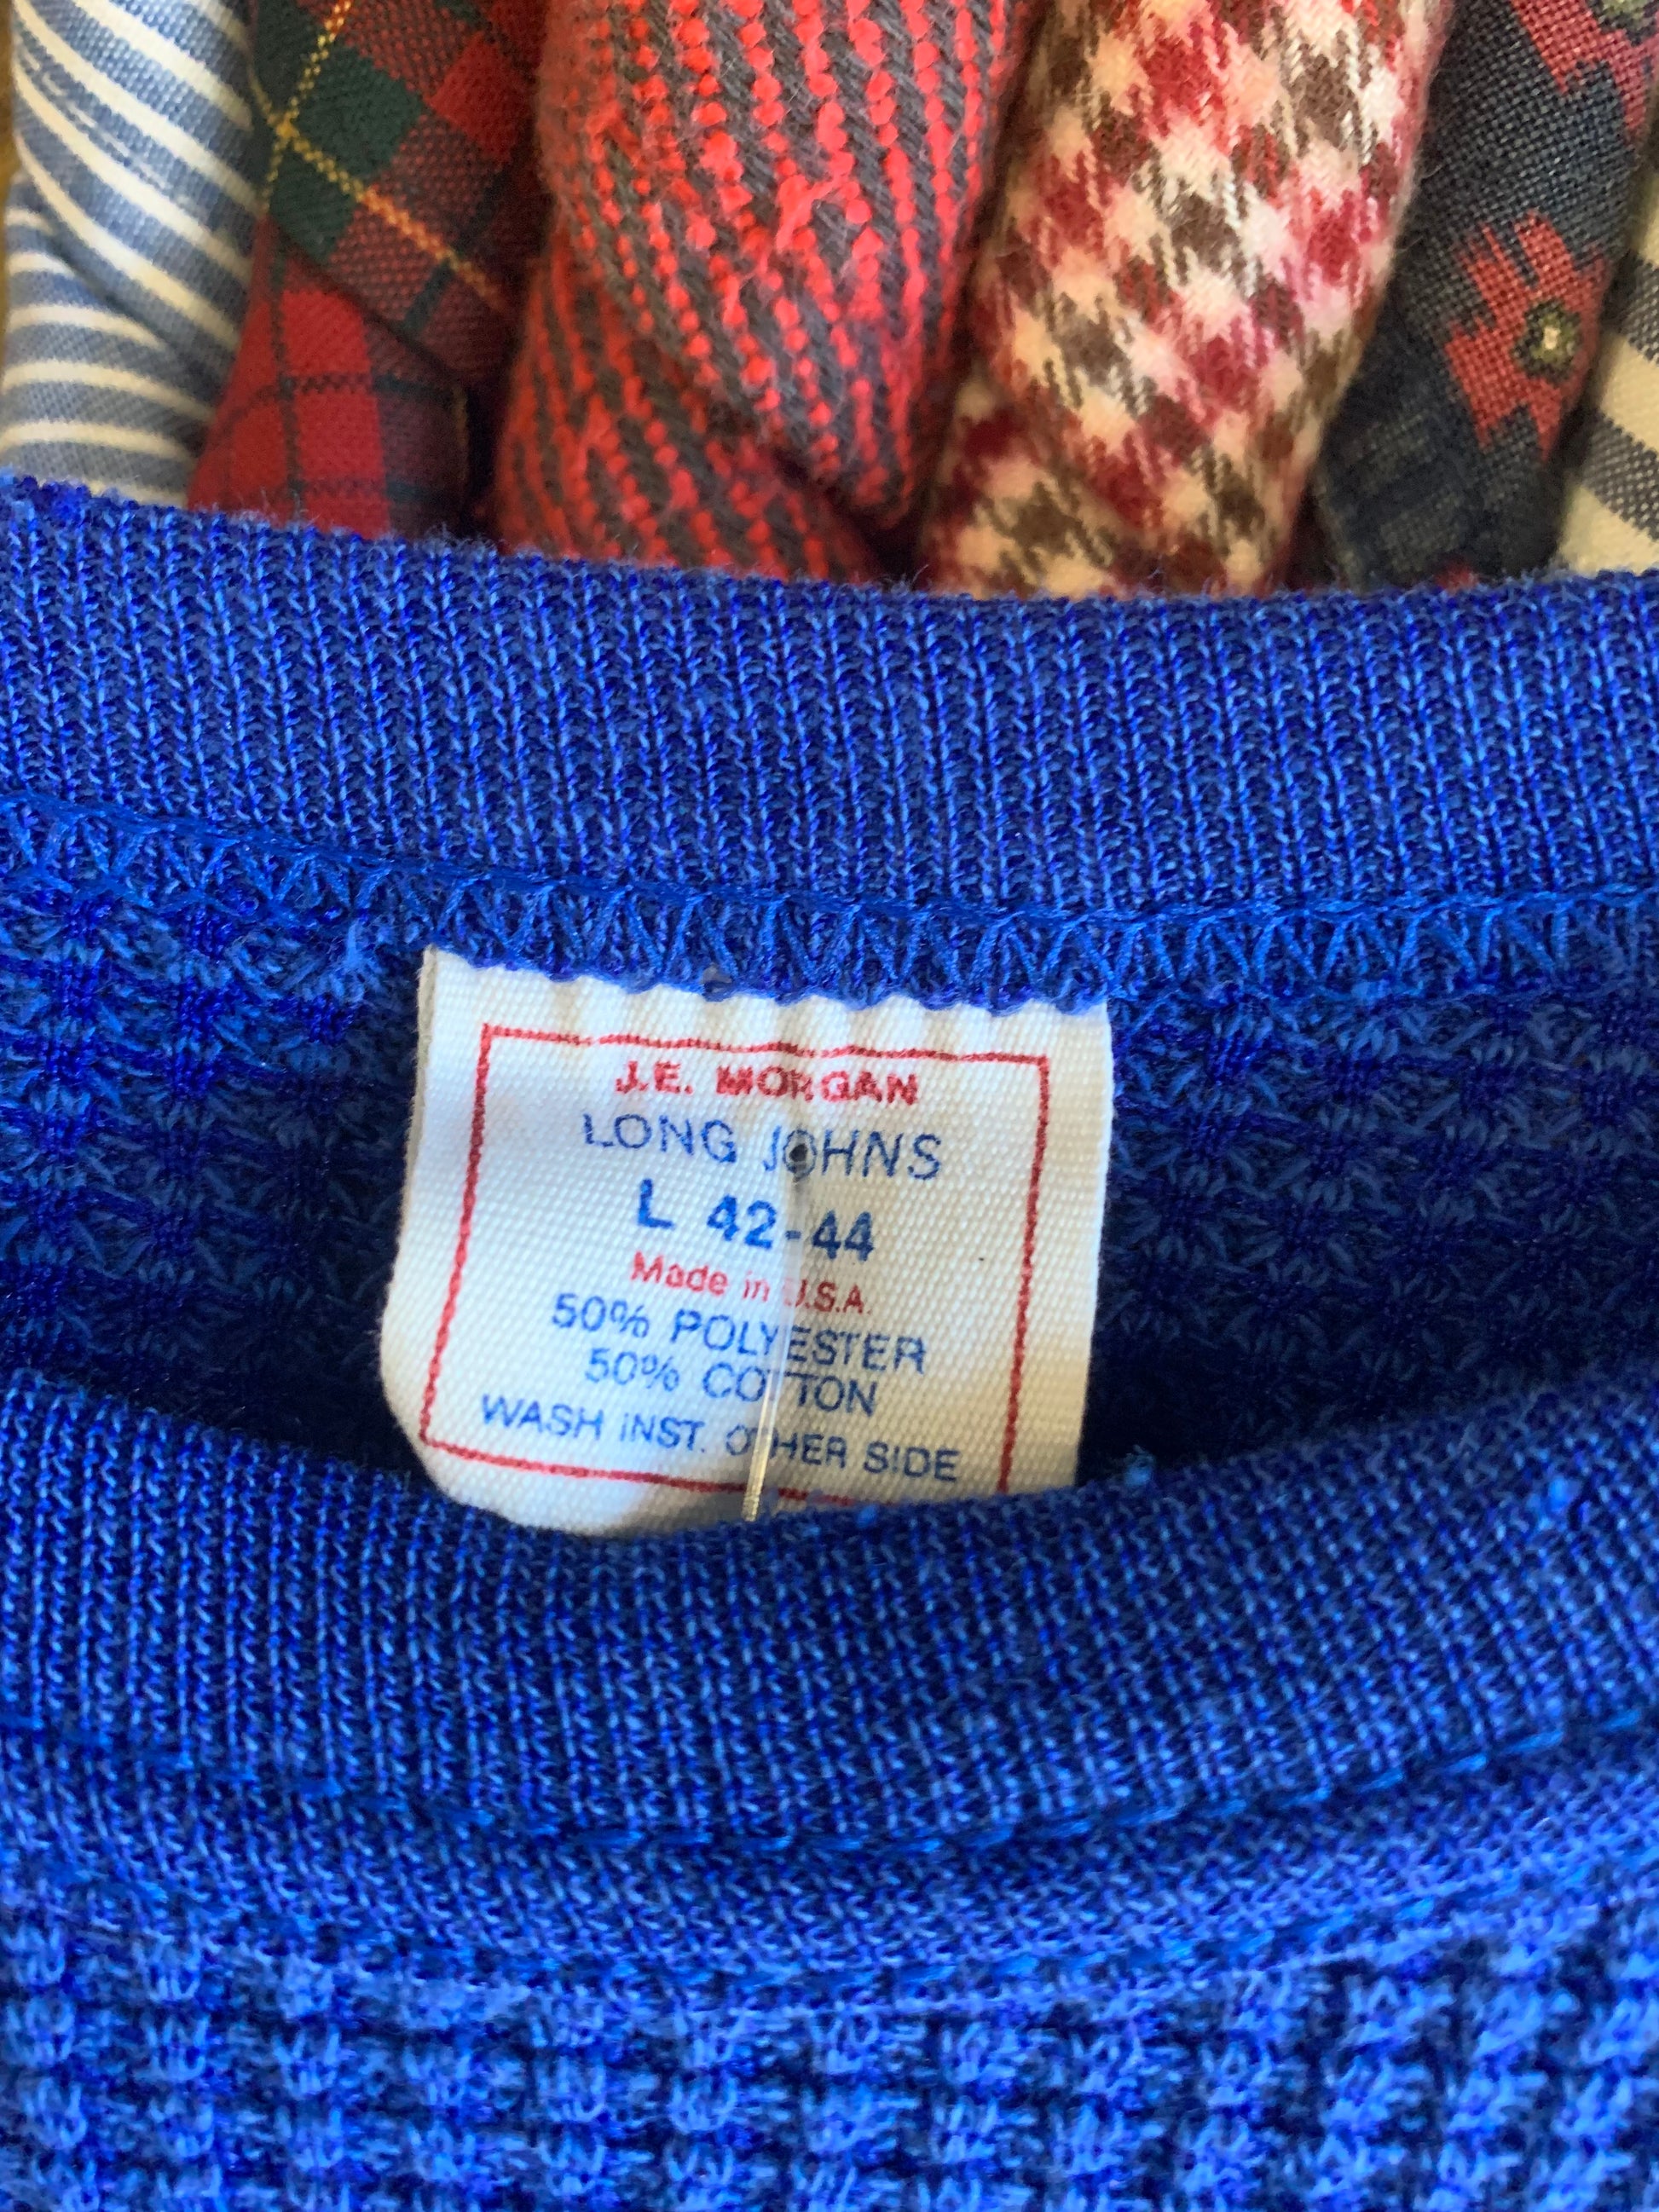 J.E. MORGAN
LONG JOHNS
L 42-44
Made in U.S.A.
50% POLYESTER
50% COTTON
WASH INST. OTHER SIDE